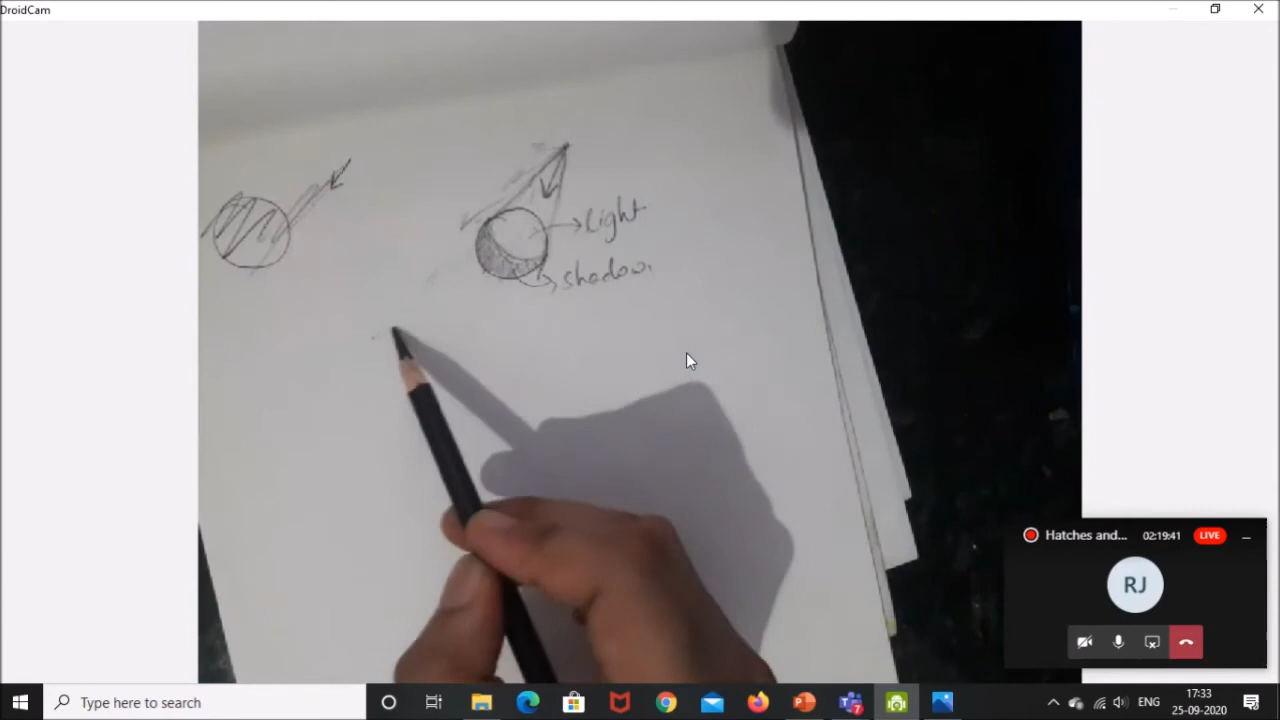 DroidCam
Light
Shadow
Hatches and...
02:19:41
LIVE
RJ
Type here to search
7
ENG
17:33
25-09-2020